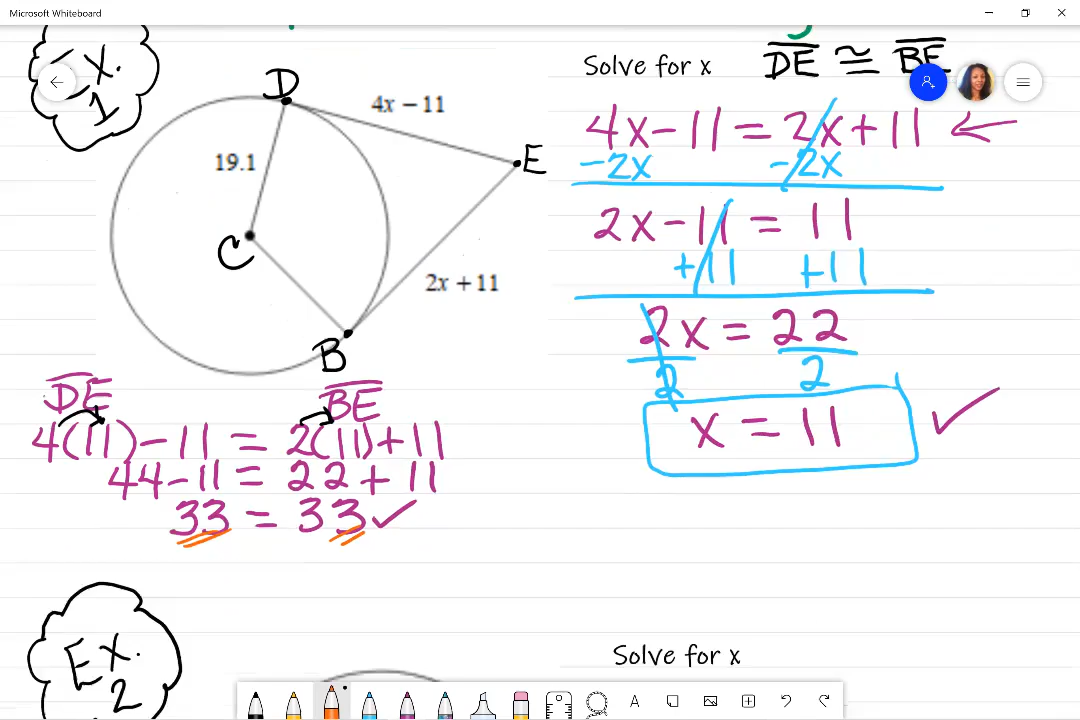 Microsoft Whiteboard
Ex.
1
D
4x − 11
19.1
E
C
2x + 11
B
Solve for x
DE ≅ BE
4x − 11 = 2x + 11
−2x −2x
2x − 11 = 11
+11 +11
2x = 22
2 2
x = 11 ✓
DE BE
4(11) − 11 = 2(11) + 11
44 − 11 = 22 + 11
33 = 33 ✓
Ex.
2
Solve for x
A